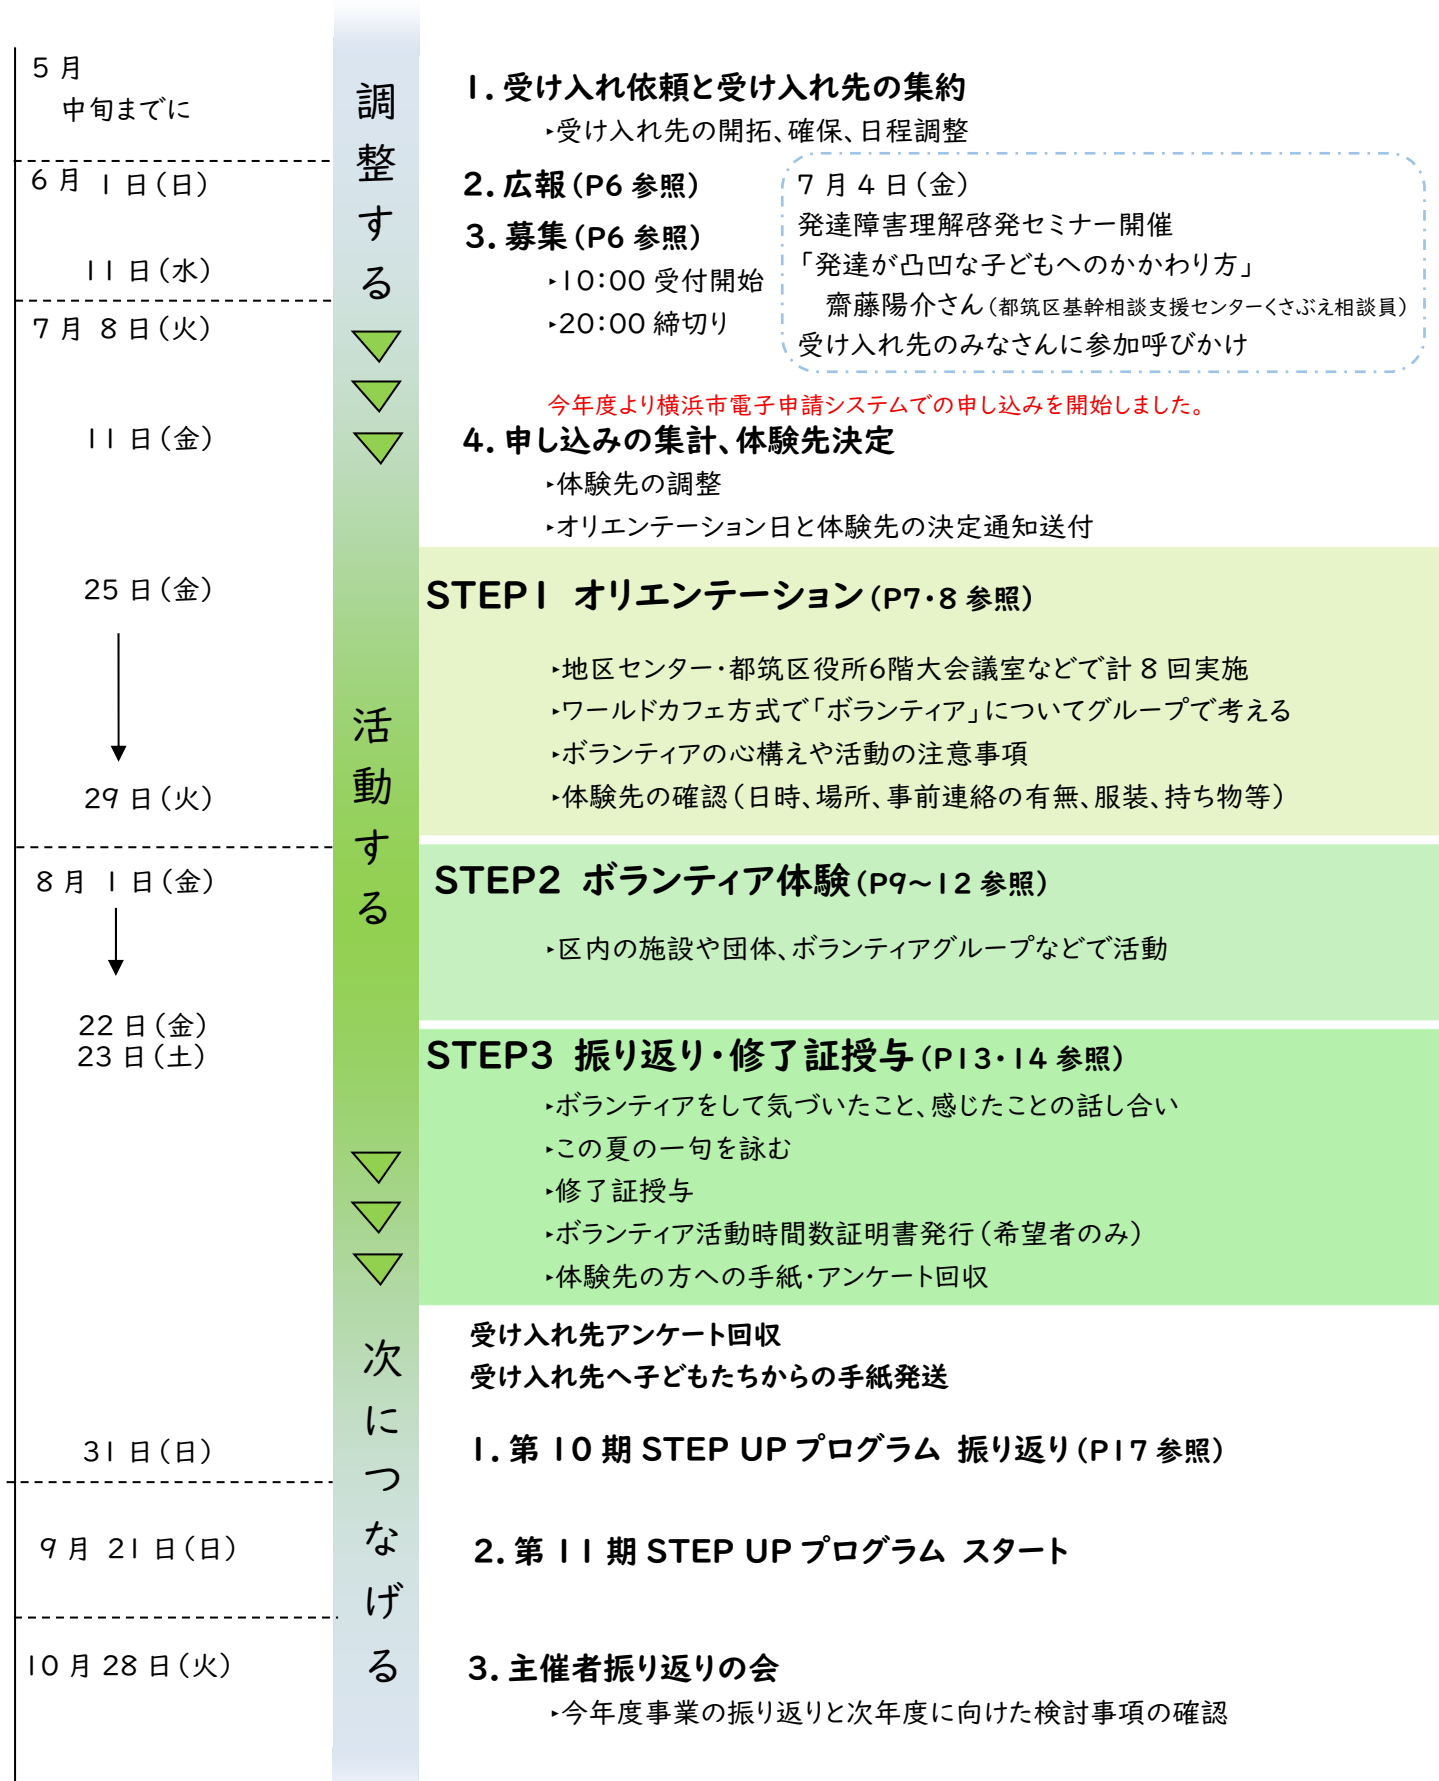 5月
中旬までに
6月 1日(日)
11日(水)
7月 8日(火)
11日(金)
25日(金)
29日(火)
8月 1日(金)
22日(金)
23日(土)
31日(日)
9月 21日(日)
10月28日(火)
調整する
活動する
次につなげる
1.受け入れ依頼と受け入れ先の集約
‣受け入れ先の開拓、確保、日程調整
2.広報(P6参照)
3.募集(P6参照)
‣10:00受付開始
‣20:00締切り
7月4日(金)
発達障害理解啓発セミナー開催
「発達が凸凹な子どもへのかかわり方」
齋藤陽介さん(都筑区基幹相談支援センターくさぶえ相談員)
受け入れ先のみなさんに参加呼びかけ
今年度より横浜市電子申請システムでの申し込みを開始しました。
4.申し込みの集計、体験先決定
‣体験先の調整
‣オリエンテーション日と体験先の決定通知送付
STEP1 オリエンテーション(P7・8参照)
‣地区センター・都筑区役所6階大会議室などで計8回実施
‣ワールドカフェ方式で「ボランティア」についてグループで考える
‣ボランティアの心構えや活動の注意事項
‣体験先の確認(日時、場所、事前連絡の有無、服装、持ち物等)
STEP2 ボランティア体験(P9~12参照)
‣区内の施設や団体、ボランティアグループなどで活動
STEP3 振り返り・修了証授与(P13・14参照)
‣ボランティアをして気づいたこと、感じたことの話し合い
‣この夏の一句を詠む
‣修了証授与
‣ボランティア活動時間数証明書発行(希望者のみ)
‣体験先の方への手紙・アンケート回収
受け入れ先アンケート回収
受け入れ先へ子どもたちからの手紙発送
1.第10期STEP UPプログラム 振り返り(P17参照)
2.第11期STEP UPプログラム スタート
3.主催者振り返りの会
‣今年度事業の振り返りと次年度に向けた検討事項の確認